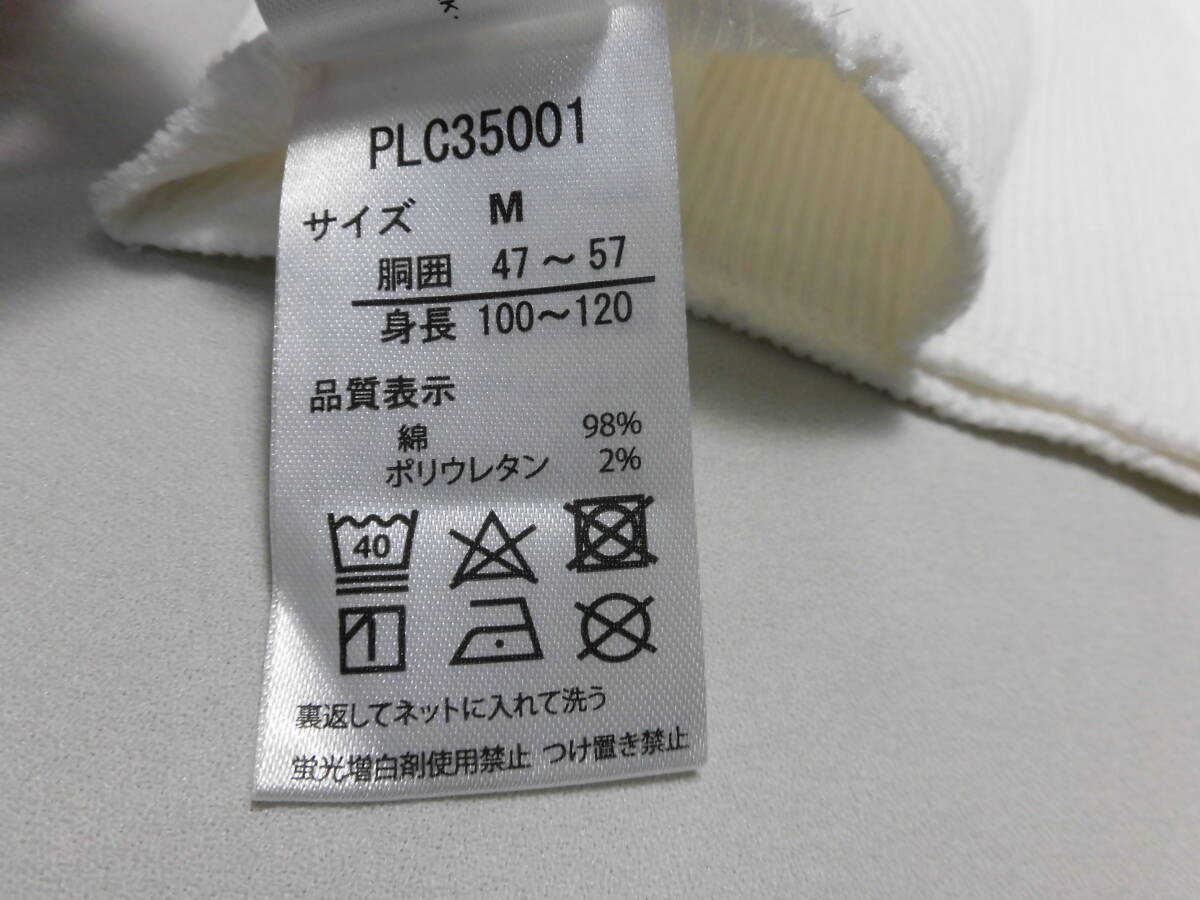 PLC35001
サイズ M
胴囲 47～57
身長 100～120
品質表示
綿 98%
ポリウレタン 2%
40
裏返してネットに入れて洗う
蛍光増白剤使用禁止 つけ置き禁止